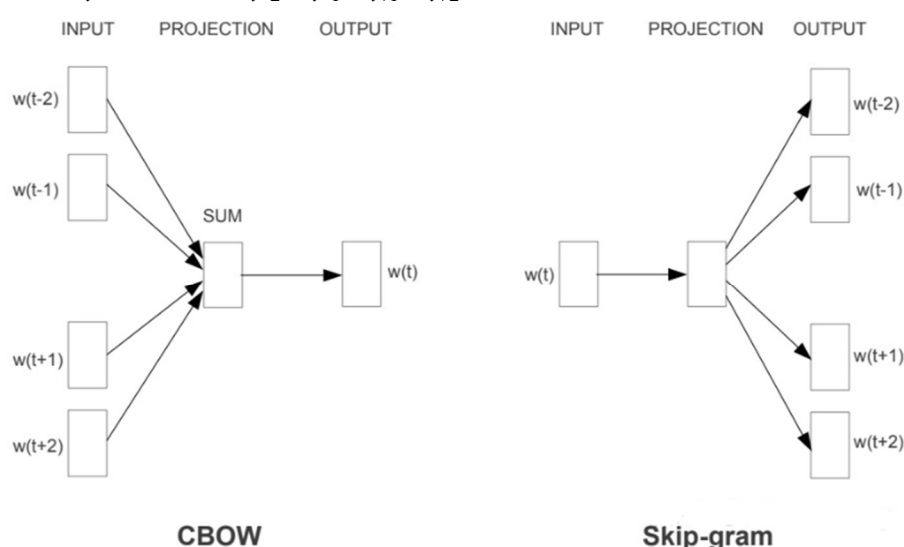 INPUT PROJECTION OUTPUT
w(t-2)
w(t-1)
SUM
w(t)
w(t+1)
w(t+2)
CBOW
INPUT PROJECTION OUTPUT
w(t-2)
w(t-1)
w(t)
w(t+1)
w(t+2)
Skip-gram